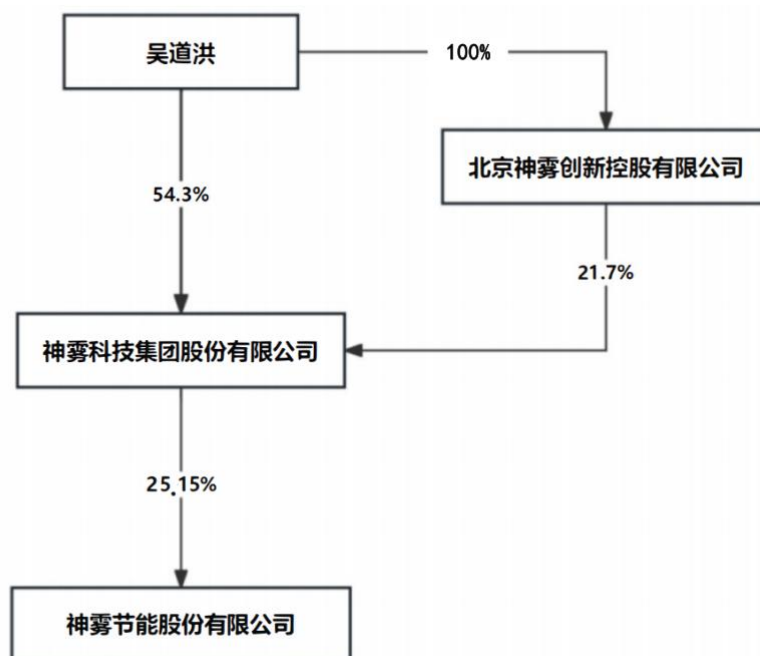 吴道洪
100%
北京神雾创新控股有限公司
54.3%
21.7%
神雾科技集团股份有限公司
25.15%
神雾节能股份有限公司